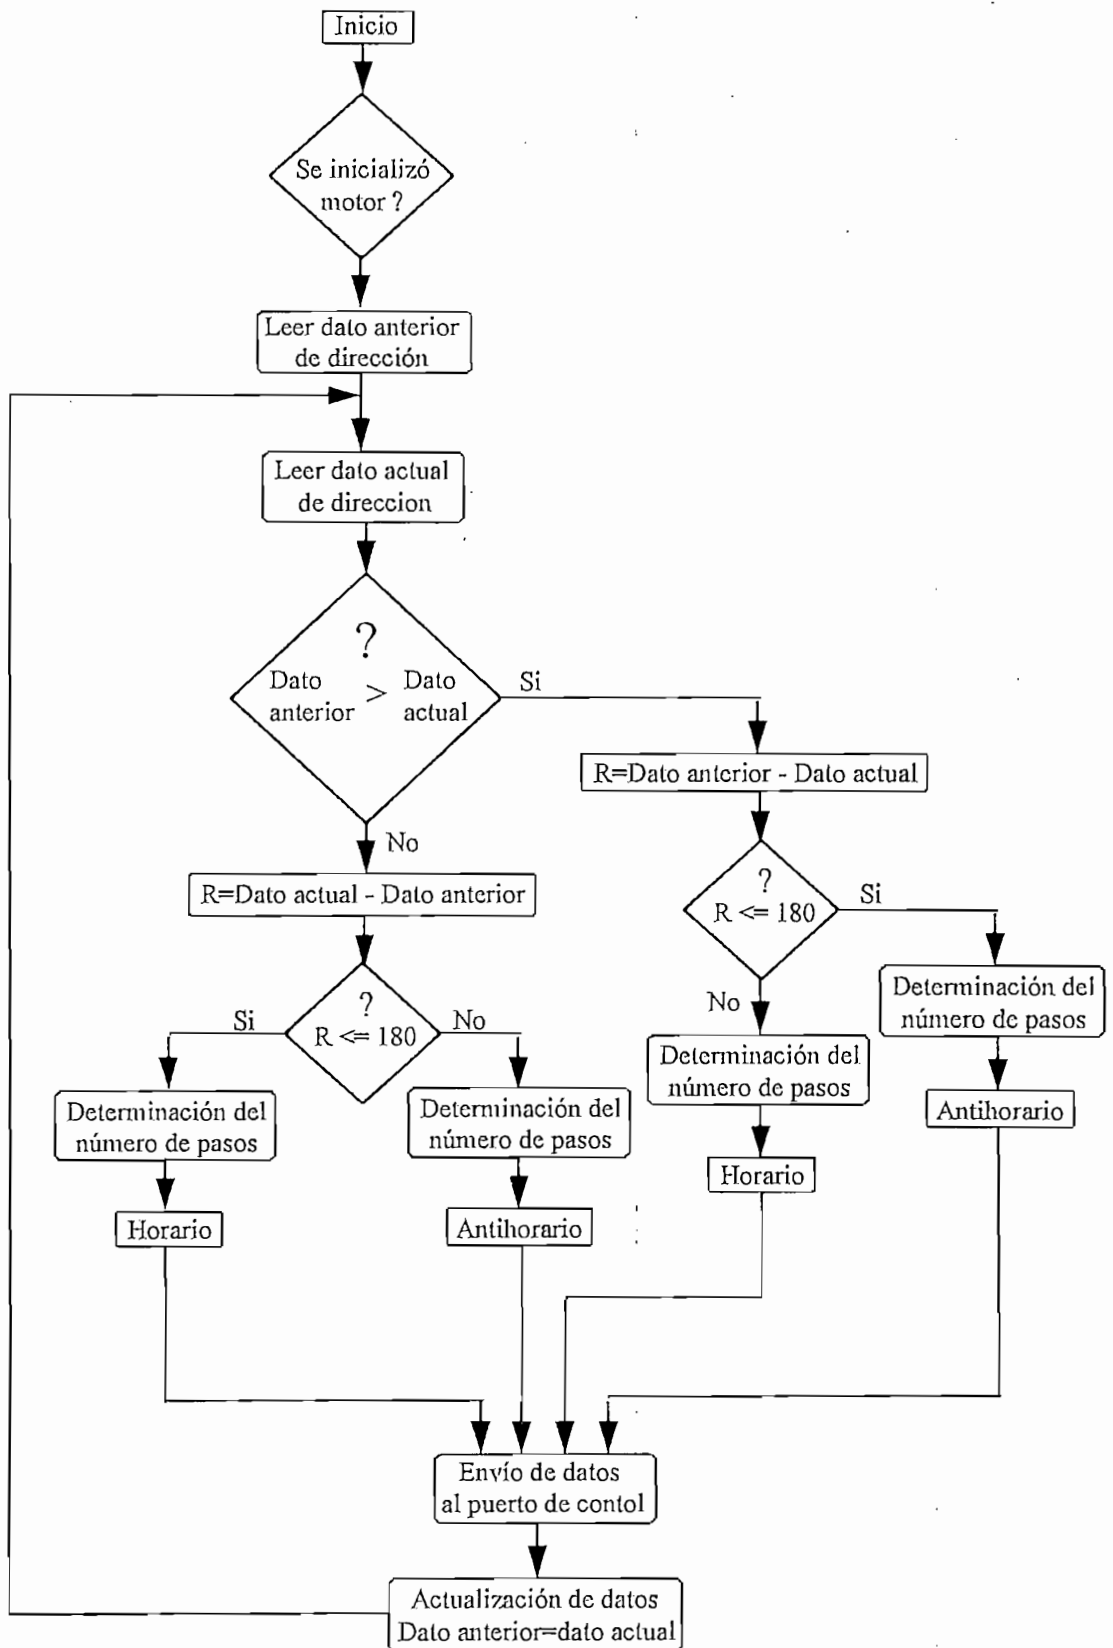 Inicio
Se inicializó
motor ?
Leer dato anterior
de dirección
Leer dato actual
de direccion
?
Dato anterior > Dato actual
Si
R=Dato anterior - Dato actual
No
R=Dato actual - Dato anterior
?
R <= 180
Si
No
?
R <= 180
Si
No
Determinación del
número de pasos
Determinación del
número de pasos
Antihorario
Determinación del
número de pasos
Determinación del
número de pasos
Horario
Horario
Antihorario
Envío de datos
al puerto de contol
Actualización de datos
Dato anterior=dato actual